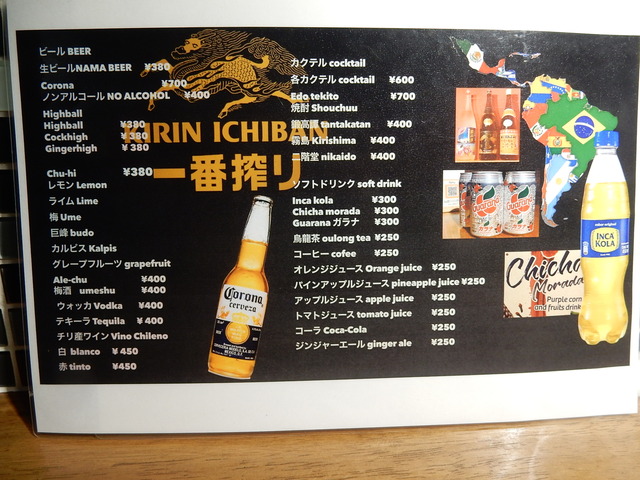 ビール BEER
生ビールNAMA BEER ¥380
Corona ¥700
ノンアルコール NO ALCOHOL ¥400
Highball
Highball ¥380
Cockhigh ¥380
Gingerhigh ¥380
Chu-hi ¥380
レモン Lemon
ライム Lime
梅 Ume
巨峰 budo
カルピス Kalpis
グレープフルーツ grapefruit
Ale-chu ¥400
梅酒 umeshu ¥400
ウォッカ Vodka ¥400
テキーラ Tequila ¥400
チリ産ワイン Vino Chileno
白 blanco ¥450
赤 tinto ¥450
KIRIN ICHIBAN
一番搾り
Corona
cerveza
カクテル cocktail
各カクテル cocktail ¥600
Edo tekito ¥700
焼酎 Shouchuu
鍛高譚 tantakatan ¥400
霧島 Kirishima ¥400
二階堂 nikaido ¥400
ソフトドリンク soft drink
Inca kola ¥300
Chicha morada ¥300
Guarana ガラナ ¥300
烏龍茶 oulong tea ¥250
コーヒー cofee ¥250
オレンジジュース Orange juice ¥250
パインアップルジュース pineapple juice ¥250
アップルジュース apple juice ¥250
トマトジュース tomato juice ¥250
コーラ Coca-Cola ¥250
ジンジャーエール ginger ale ¥250
guarana
ガラナ
guarana
ガラナ
Chicha
Morada
Purple corn
and fruits drink
INCA
KOLA